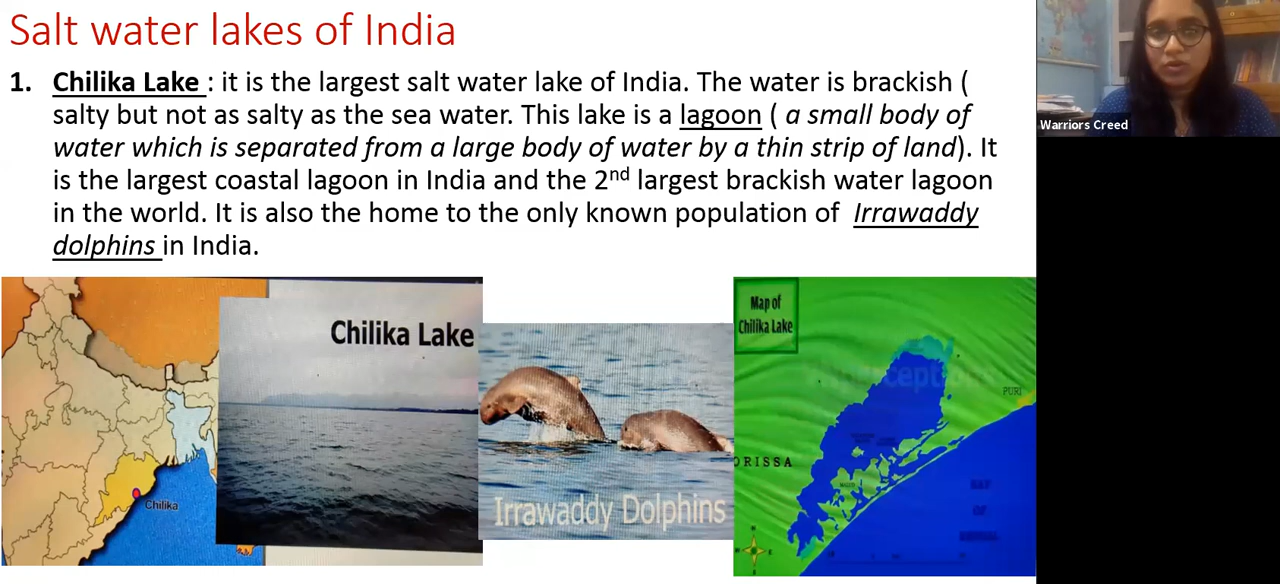 Salt water lakes of India
1. Chilika Lake : it is the largest salt water lake of India. The water is brackish (
salty but not as salty as the sea water. This lake is a lagoon ( a small body of
water which is separated from a large body of water by a thin strip of land). It
is the largest coastal lagoon in India and the 2nd largest brackish water lagoon
in the world. It is also the home to the only known population of Irrawaddy
dolphins in India.
Warriors Creed
Chilika
Chilika Lake
Irrawaddy Dolphins
Map of
Chilika Lake
PURI
ORISSA
BAY
OF
BENGAL
E